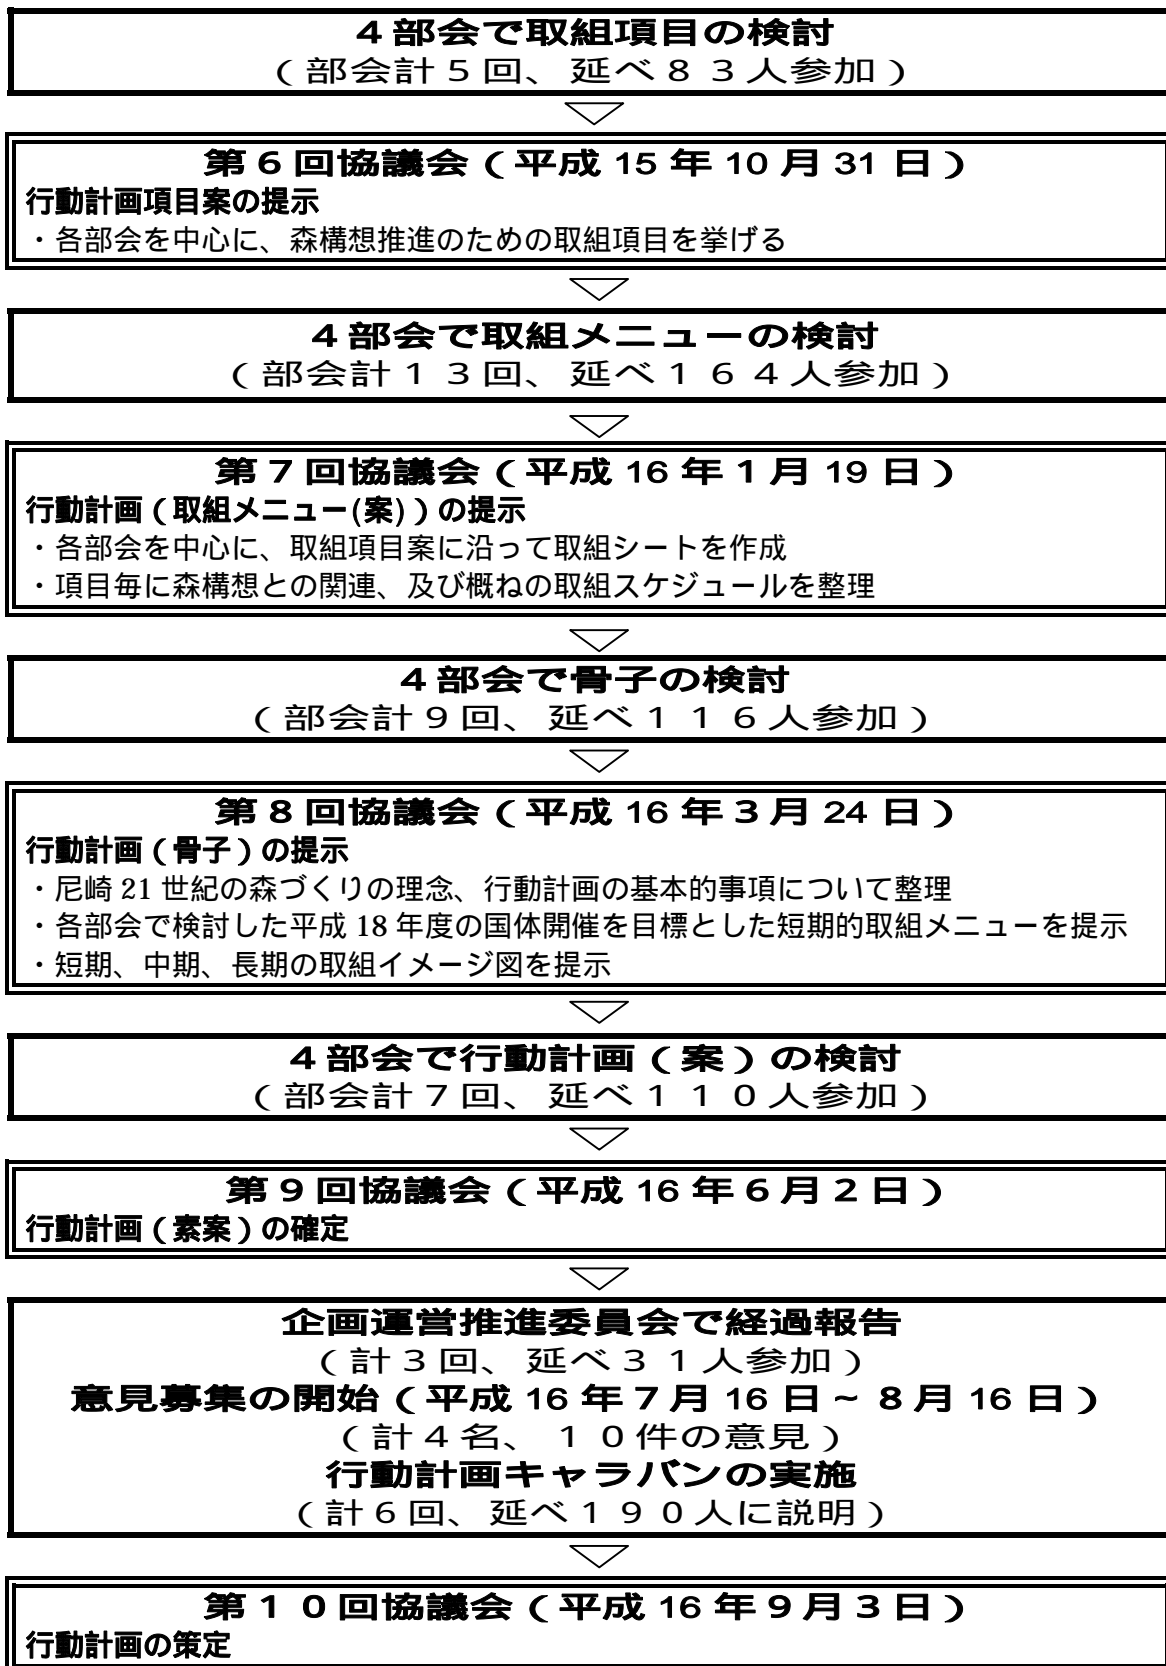 ４部会で取組項目の検討
（部会計５回、延べ８３人参加）
第６回協議会（平成 15 年 10 月 31 日）
行動計画項目案の提示
・各部会を中心に、森構想推進のための取組項目を挙げる
４部会で取組メニューの検討
（部会計１３回、延べ１６４人参加）
第７回協議会（平成 16 年１月 19 日）
行動計画（取組メニュー(案)）の提示
・各部会を中心に、取組項目案に沿って取組シートを作成
・項目毎に森構想との関連、及び概ねの取組スケジュールを整理
４部会で骨子の検討
（部会計９回、延べ１１６人参加）
第８回協議会（平成 16 年３月 24 日）
行動計画（骨子）の提示
・尼崎 21 世紀の森づくりの理念、行動計画の基本的事項について整理
・各部会で検討した平成 18 年度の国体開催を目標とした短期的取組メニューを提示
・短期、中期、長期の取組イメージ図を提示
４部会で行動計画（案）の検討
（部会計７回、延べ１１０人参加）
第９回協議会（平成 16 年６月２日）
行動計画（素案）の確定
企画運営推進委員会で経過報告
（計３回、延べ３１人参加）
意見募集の開始（平成 16 年７月 16 日～８月 16 日）
（計４名、１０件の意見）
行動計画キャラバンの実施
（計６回、延べ１９０人に説明）
第１０回協議会（平成 16 年９月３日）
行動計画の策定